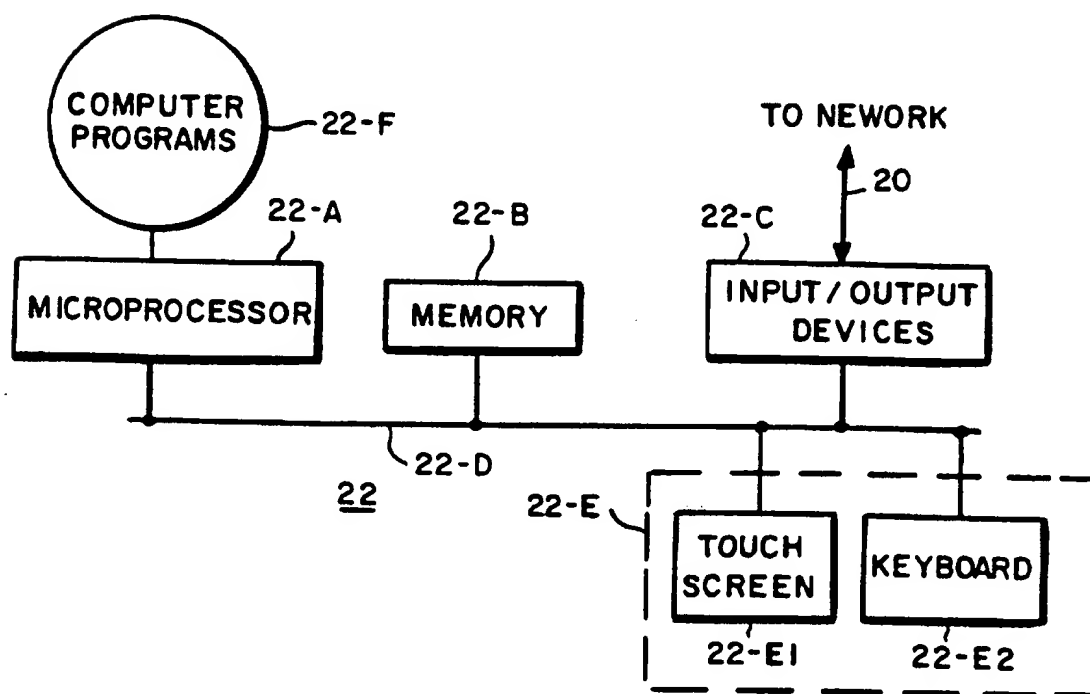 COMPUTER
PROGRAMS
22-F
TO NEWORK
20
22-A
22-B
22-C
MICROPROCESSOR
MEMORY
INPUT / OUTPUT
DEVICES
22-D
22
22-E
TOUCH
SCREEN
KEYBOARD
22-E1
22-E2